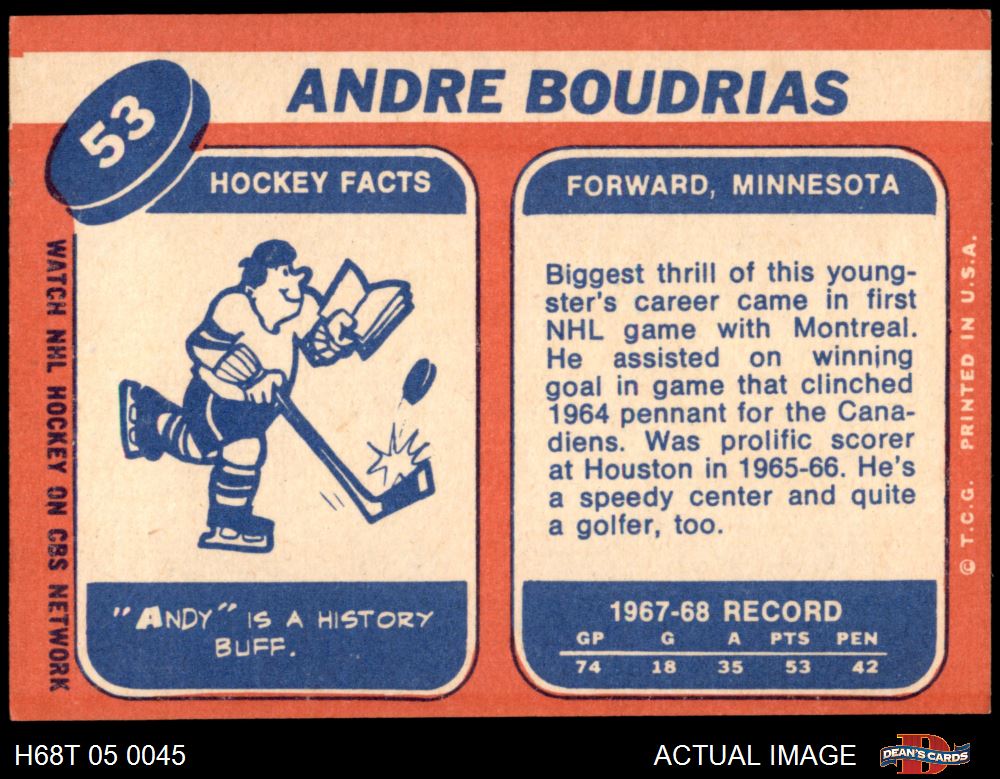 53
ANDRE BOUDRIAS
HOCKEY FACTS
"ANDY" IS A HISTORY
BUFF.
FORWARD, MINNESOTA
Biggest thrill of this young-
ster's career came in first
NHL game with Montreal.
He assisted on winning
goal in game that clinched
1964 pennant for the Cana-
diens. Was prolific scorer
at Houston in 1965-66. He's
a speedy center and quite
a golfer, too.
1967-68 RECORD
GP G A PTS PEN
74 18 35 53 42
WATCH NHL HOCKEY ON CBS NETWORK
© T.C.G. PRINTED IN U.S.A.
H68T 05 0045
ACTUAL IMAGE
DEAN'S CARDS